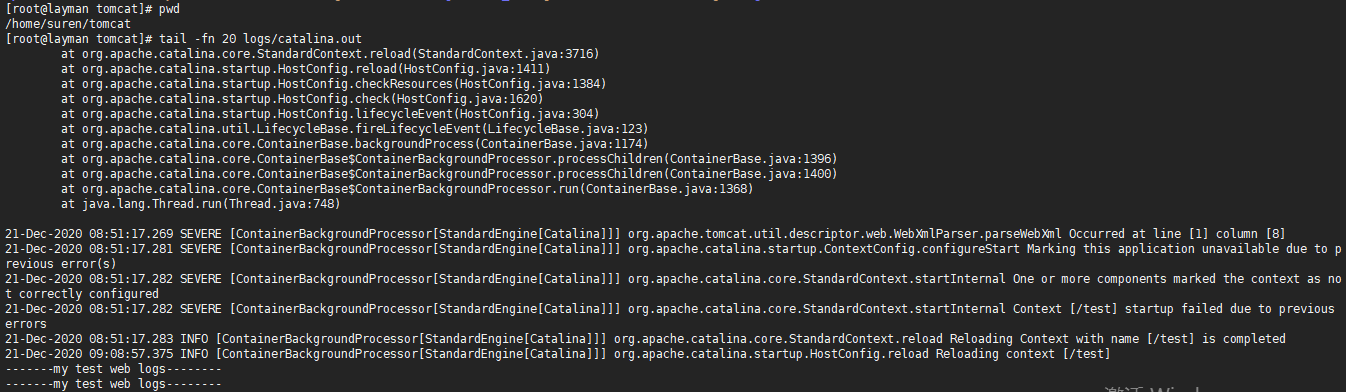 [root@layman tomcat]# pwd
/home/suren/tomcat
[root@layman tomcat]# tail -fn 20 logs/catalina.out
        at org.apache.catalina.core.StandardContext.reload(StandardContext.java:3716)
        at org.apache.catalina.startup.HostConfig.reload(HostConfig.java:1411)
        at org.apache.catalina.startup.HostConfig.checkResources(HostConfig.java:1384)
        at org.apache.catalina.startup.HostConfig.check(HostConfig.java:1620)
        at org.apache.catalina.startup.HostConfig.lifecycleEvent(HostConfig.java:304)
        at org.apache.catalina.util.LifecycleBase.fireLifecycleEvent(LifecycleBase.java:123)
        at org.apache.catalina.core.ContainerBase.backgroundProcess(ContainerBase.java:1174)
        at org.apache.catalina.core.ContainerBase$ContainerBackgroundProcessor.processChildren(ContainerBase.java:1396)
        at org.apache.catalina.core.ContainerBase$ContainerBackgroundProcessor.processChildren(ContainerBase.java:1400)
        at org.apache.catalina.core.ContainerBase$ContainerBackgroundProcessor.run(ContainerBase.java:1368)
        at java.lang.Thread.run(Thread.java:748)
21-Dec-2020 08:51:17.269 SEVERE [ContainerBackgroundProcessor[StandardEngine[Catalina]]] org.apache.tomcat.util.descriptor.web.WebXmlParser.parseWebXml Occurred at line [1] column [8]
21-Dec-2020 08:51:17.281 SEVERE [ContainerBackgroundProcessor[StandardEngine[Catalina]]] org.apache.catalina.startup.ContextConfig.configureStart Marking this application unavailable due to p
revious error(s)
21-Dec-2020 08:51:17.282 SEVERE [ContainerBackgroundProcessor[StandardEngine[Catalina]]] org.apache.catalina.core.StandardContext.startInternal One or more components marked the context as no
t correctly configured
21-Dec-2020 08:51:17.282 SEVERE [ContainerBackgroundProcessor[StandardEngine[Catalina]]] org.apache.catalina.core.StandardContext.startInternal Context [/test] startup failed due to previous
errors
21-Dec-2020 08:51:17.283 INFO [ContainerBackgroundProcessor[StandardEngine[Catalina]]] org.apache.catalina.core.StandardContext.reload Reloading Context with name [/test] is completed
21-Dec-2020 09:08:57.375 INFO [ContainerBackgroundProcessor[StandardEngine[Catalina]]] org.apache.catalina.startup.HostConfig.reload Reloading context [/test]
-------my test web logs--------
-------my test web logs--------